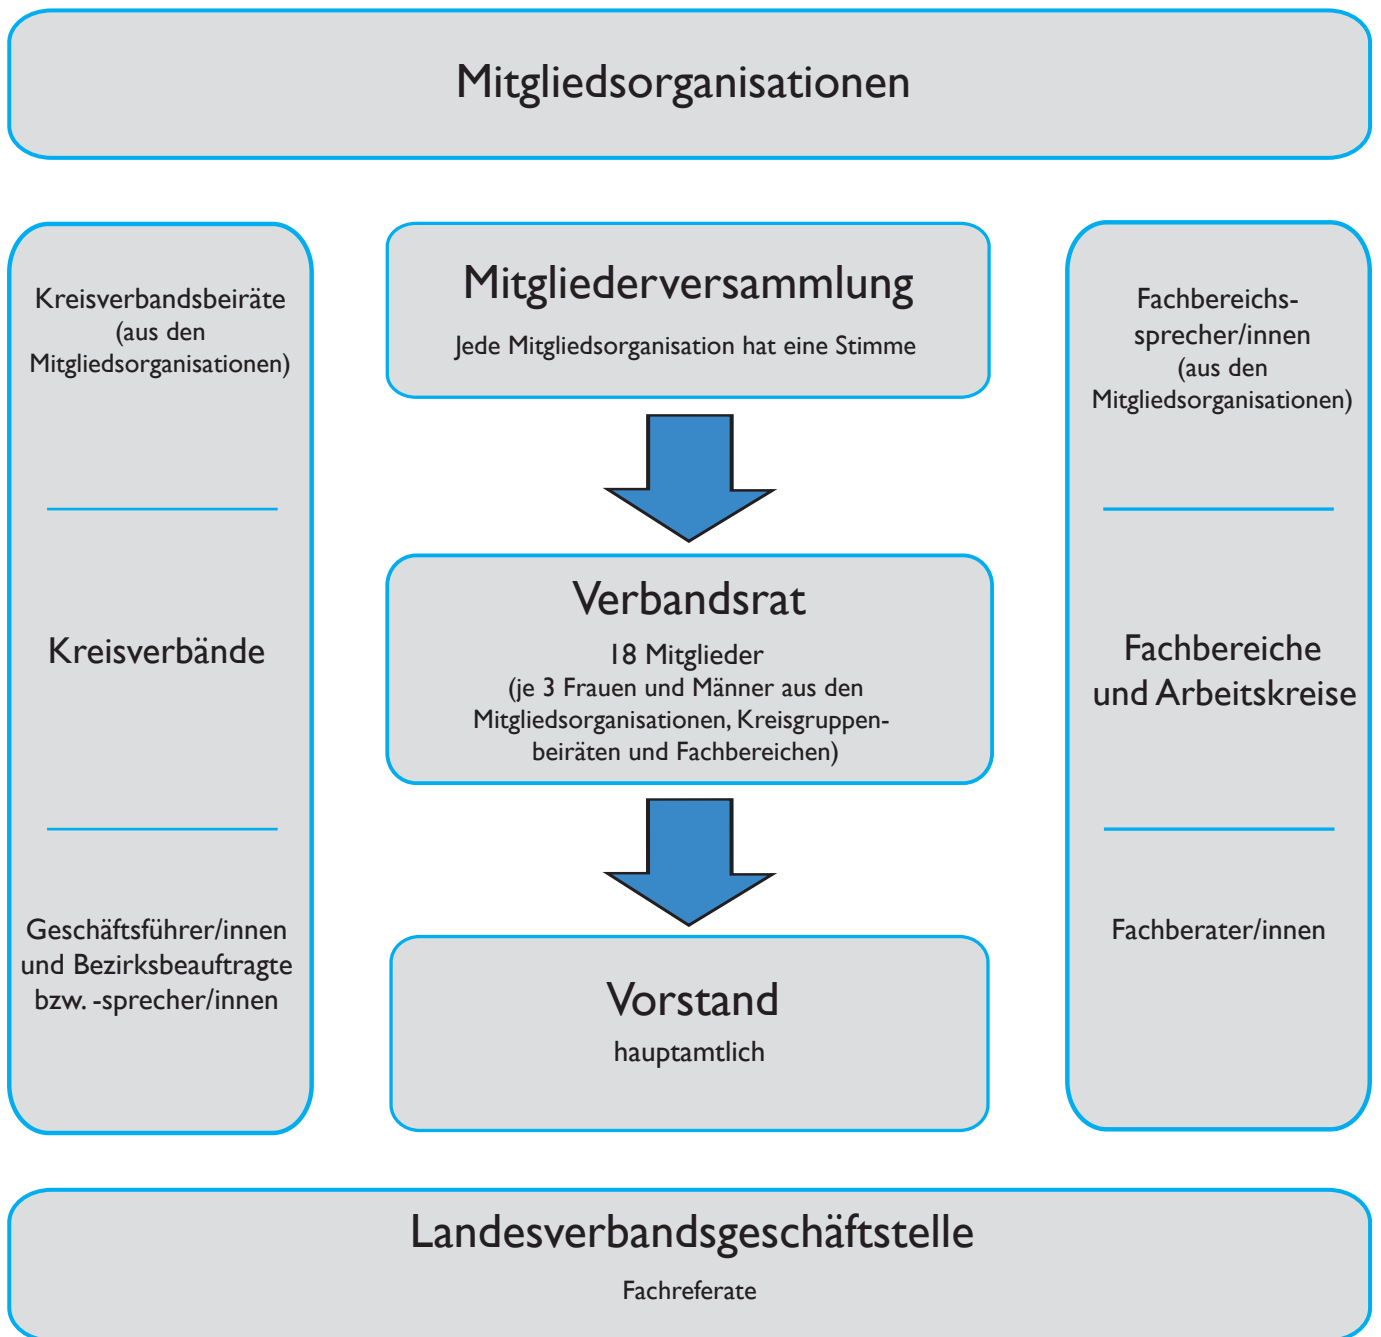 Mitgliedsorganisationen
Kreisverbandsbeiräte
(aus den
Mitgliedsorganisationen)
Kreisverbände
Geschäftsführer/innen
und Bezirksbeauftragte
bzw. -sprecher/innen
Mitgliederversammlung
Jede Mitgliedsorganisation hat eine Stimme
Verbandsrat
18 Mitglieder
(je 3 Frauen und Männer aus den
Mitgliedsorganisationen, Kreisgruppen-
beiräten und Fachbereichen)
Vorstand
hauptamtlich
Fachbereichs-
sprecher/innen
(aus den
Mitgliedsorganisationen)
Fachbereiche
und Arbeitskreise
Fachberater/innen
Landesverbandsgeschäftstelle
Fachreferate